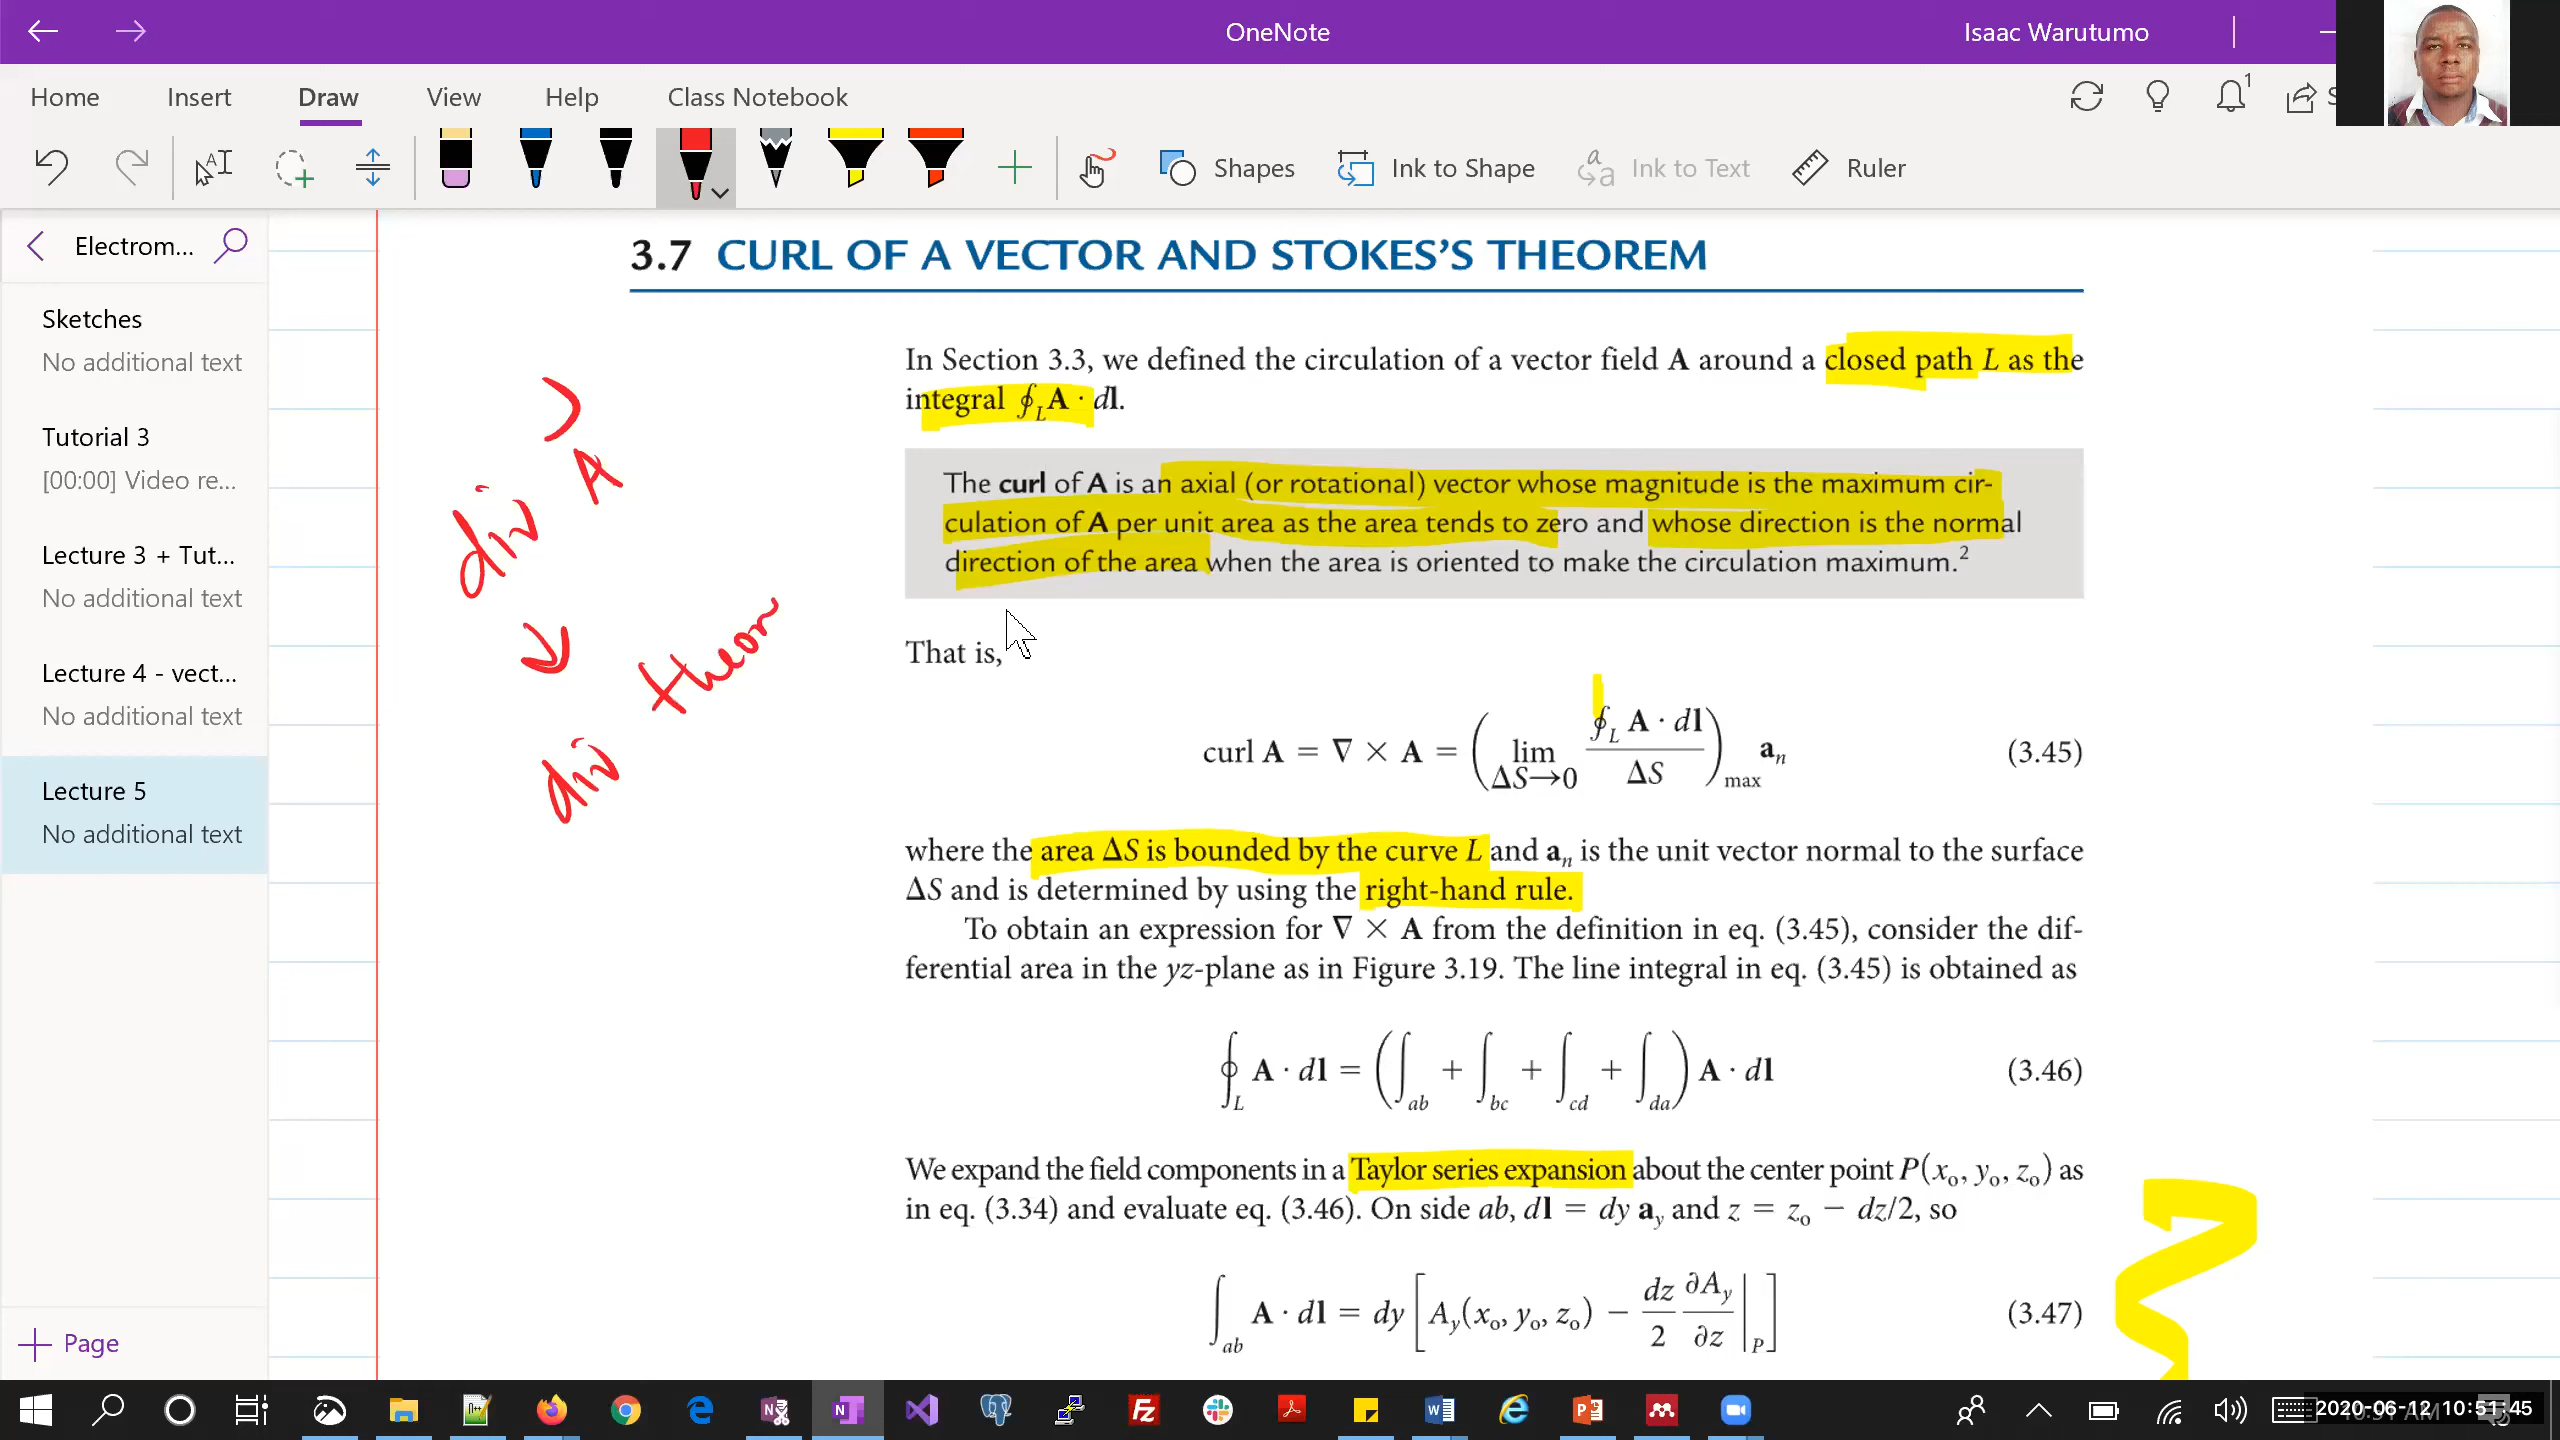 OneNote
Isaac Warutumo
Home Insert Draw View Help Class Notebook
Shapes Ink to Shape Ink to Text Ruler
Electrom...
Sketches
No additional text
Tutorial 3
[00:00] Video re...
Lecture 3 + Tut...
No additional text
Lecture 4 - vect...
No additional text
Lecture 5
No additional text
Page
div A
div theor
3.7 CURL OF A VECTOR AND STOKES'S THEOREM
In Section 3.3, we defined the circulation of a vector field A around a closed path L as the
integral ∮_L A · dl.
The curl of A is an axial (or rotational) vector whose magnitude is the maximum cir-
culation of A per unit area as the area tends to zero and whose direction is the normal
direction of the area when the area is oriented to make the circulation maximum.²
That is,
curl A = ∇ × A = (lim ΔS→0 ∮_L A · dl / ΔS)max aₙ (3.45)
where the area ΔS is bounded by the curve L and aₙ is the unit vector normal to the surface
ΔS and is determined by using the right-hand rule.
To obtain an expression for ∇ × A from the definition in eq. (3.45), consider the dif-
ferential area in the yz-plane as in Figure 3.19. The line integral in eq. (3.45) is obtained as
∮_L A · dl = (∫_ab + ∫_bc + ∫_cd + ∫_da) A · dl (3.46)
We expand the field components in a Taylor series expansion about the center point P(xₒ, yₒ, zₒ) as
in eq. (3.34) and evaluate eq. (3.46). On side ab, dl = dy a_y and z = zₒ − dz/2, so
∫_ab A · dl = dy [A_y(xₒ, yₒ, zₒ) − dz/2 ∂A_y/∂z |_P] (3.47)
2020-06-12 10:51:45